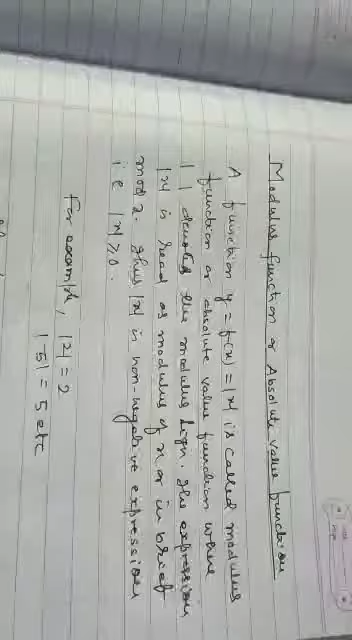 Modulus function or Absolute value function
A function y = f(x) = |x| is called modulus
function or absolute value function where
| | denotes the modulus sign. The expression
|x| is read as modulus of x or in brief
mod x. Thus |x| is non-negative expression
i.e |x| ≥ 0.
For example, |2| = 2
|-5| = 5 etc